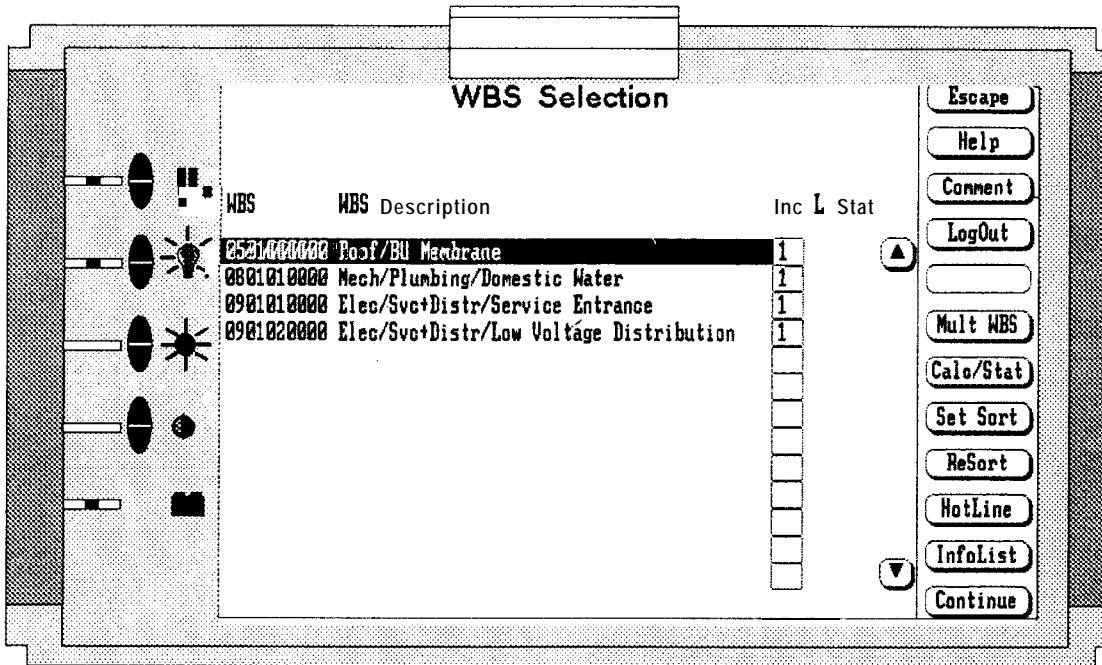 WBS Selection
WBS WBS Description Inc L Stat
Roof/BU Membrane 1
0801010000 Mech/Plumbing/Domestic Water 1
0901010000 Elec/Svc+Distr/Service Entrance 1
0901020000 Elec/Svc+Distr/Low Voltage Distribution 1
Escape
Help
Comment
LogOut
Mult WBS
Calc/Stat
Set Sort
ReSort
HotLine
InfoList
Continue